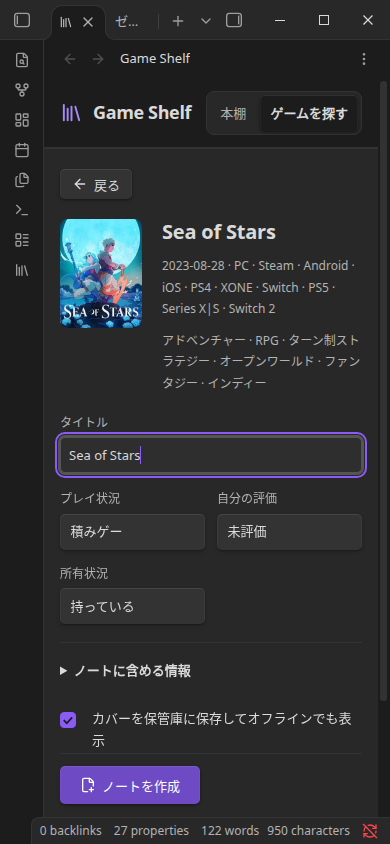 ゼ…
Game Shelf
Game Shelf
本棚
ゲームを探す
戻る
SEA OF STARS
Sea of Stars
2023-08-28 · PC · Steam · Android ·
iOS · PS4 · XONE · Switch · PS5 ·
Series X|S · Switch 2
アドベンチャー · RPG · ターン制スト
ラテジー · オープンワールド · ファン
タジー · インディー
タイトル
Sea of Stars
プレイ状況
自分の評価
積みゲー
未評価
所有状況
持っている
ノートに含める情報
カバーを保管庫に保存してオフラインでも表
示
ノートを作成
0 backlinks 27 properties 122 words 950 characters